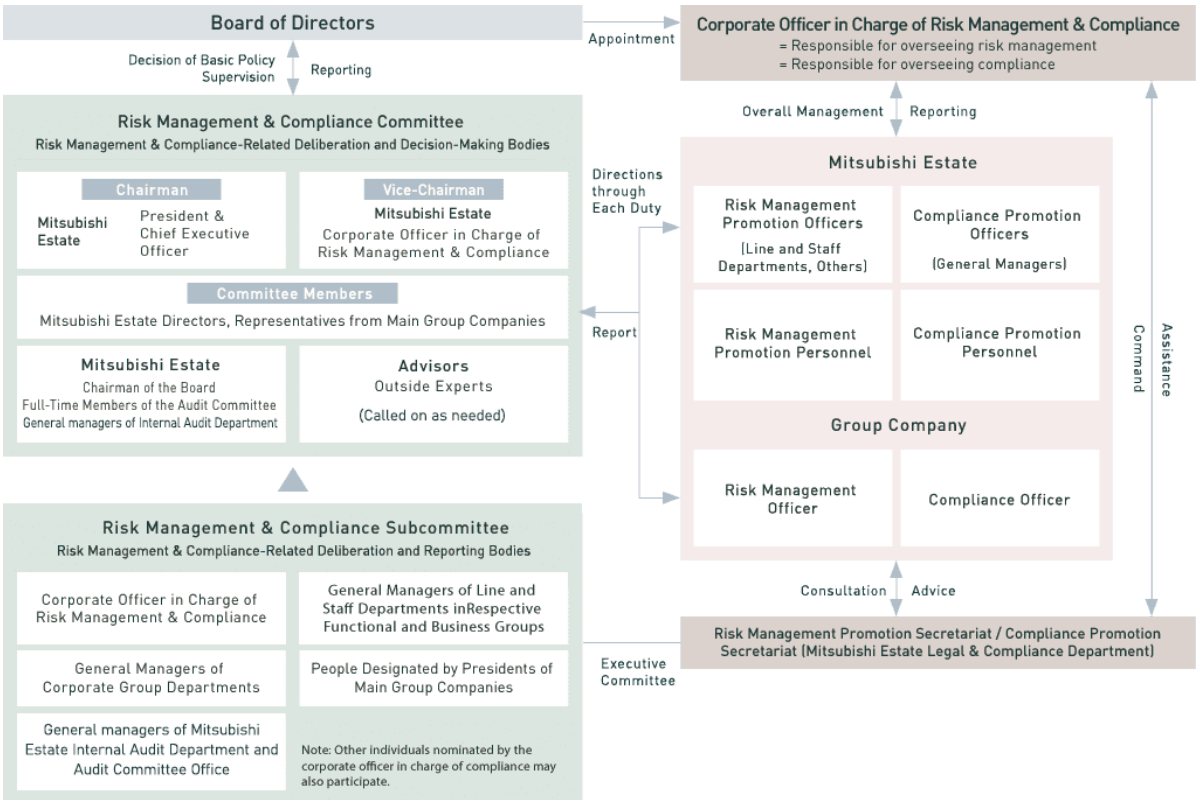 Board of Directors
Appointment
Corporate Officer in Charge of Risk Management & Compliance
= Responsible for overseeing risk management
= Responsible for overseeing compliance
Decision of Basic Policy
Supervision
Reporting
Overall Management
Reporting
Risk Management & Compliance Committee
Risk Management & Compliance-Related Deliberation and Decision-Making Bodies
Chairman
Mitsubishi
Estate
President &
Chief Executive
Officer
Vice-Chairman
Mitsubishi Estate
Corporate Officer in Charge of
Risk Management & Compliance
Committee Members
Mitsubishi Estate Directors, Representatives from Main Group Companies
Mitsubishi Estate
Chairman of the Board
Full-Time Members of the Audit Committee
General managers of Internal Audit Department
Advisors
Outside Experts
(Called on as needed)
Directions
through
Each Duty
Report
Mitsubishi Estate
Risk Management
Promotion Officers
(Line and Staff
Departments, Others)
Compliance Promotion
Officers
(General Managers)
Risk Management
Promotion Personnel
Compliance Promotion
Personnel
Group Company
Risk Management
Officer
Compliance Officer
Command
Assistance
Risk Management & Compliance Subcommittee
Risk Management & Compliance-Related Deliberation and Reporting Bodies
Corporate Officer in Charge of
Risk Management & Compliance
General Managers of Line and
Staff Departments inRespective
Functional and Business Groups
General Managers of
Corporate Group Departments
People Designated by Presidents of
Main Group Companies
General managers of Mitsubishi
Estate Internal Audit Department and
Audit Committee Office
Note: Other individuals nominated by the
corporate officer in charge of compliance may
also participate.
Executive
Committee
Consultation
Advice
Risk Management Promotion Secretariat / Compliance Promotion
Secretariat (Mitsubishi Estate Legal & Compliance Department)